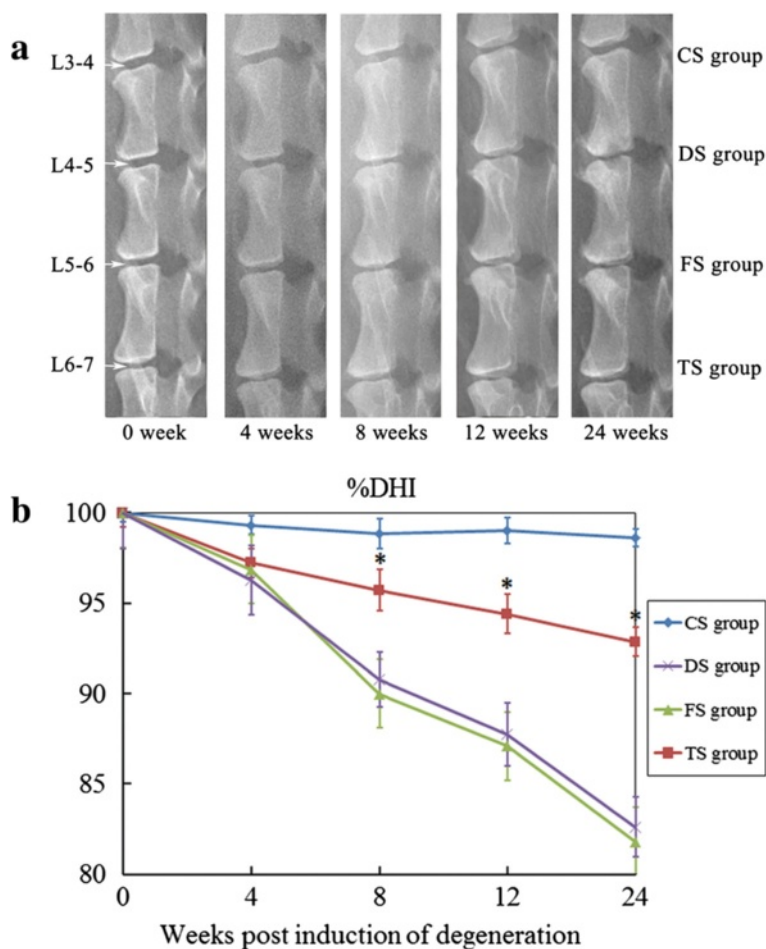 a
L3-4
CS group
L4-5
DS group
L5-6
FS group
L6-7
TS group
0 week 4 weeks 8 weeks 12 weeks 24 weeks
b
%DHI
100
95
90
85
80
* * *
0 4 8 12 24
Weeks post induction of degeneration
CS group
DS group
FS group
TS group